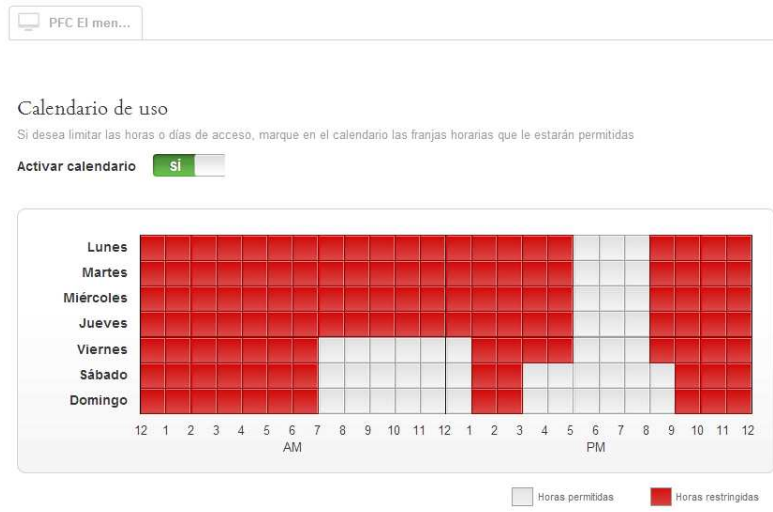 PFC El men...
Calendario de uso
Si desea limitar las horas o días de acceso, marque en el calendario las franjas horarias que le estarán permitidas
Activar calendario SÍ
Lunes
Martes
Miércoles
Jueves
Viernes
Sábado
Domingo
12 1 2 3 4 5 6 7 8 9 10 11 12 1 2 3 4 5 6 7 8 9 10 11 12
AM PM
Horas permitidas Horas restringidas